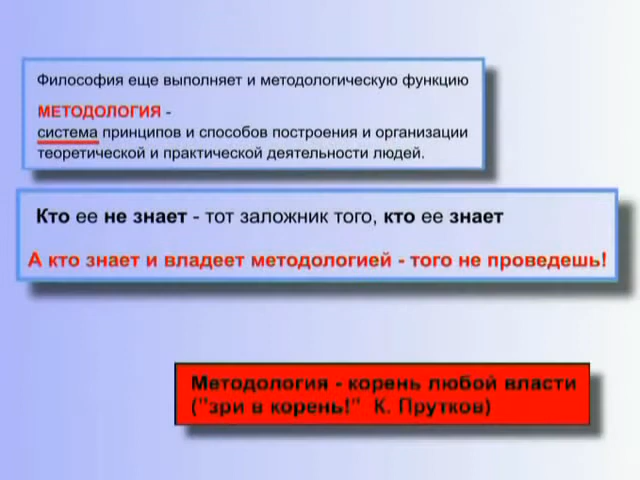 Философия еще выполняет и методологическую функцию
МЕТОДОЛОГИЯ -
система принципов и способов построения и организации
теоретической и практической деятельности людей.
Кто ее не знает - тот заложник того, кто ее знает
А кто знает и владеет методологией - того не проведешь!
Методология - корень любой власти
("зри в корень!" К. Прутков)